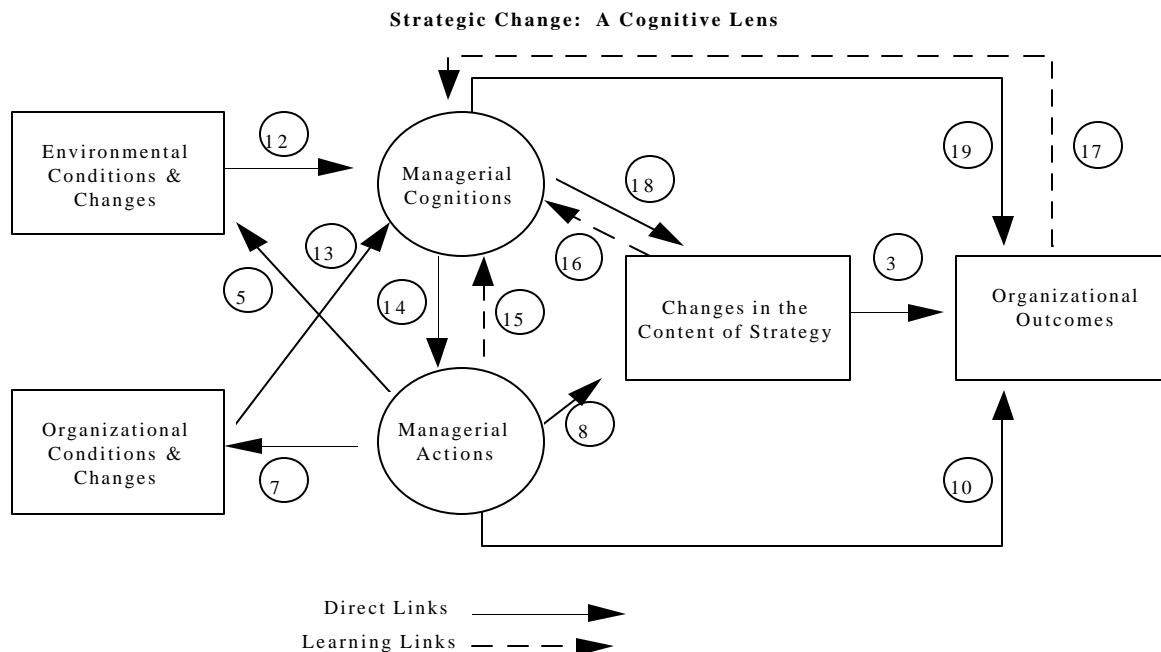 Strategic Change: A Cognitive Lens
12
19
17
Environmental
Conditions &
Changes
Managerial
Cognitions
18
13
16
3
5
14
15
Changes in the
Content of Strategy
Organizational
Outcomes
Organizational
Conditions &
Changes
Managerial
Actions
8
7
10
Direct Links
Learning Links